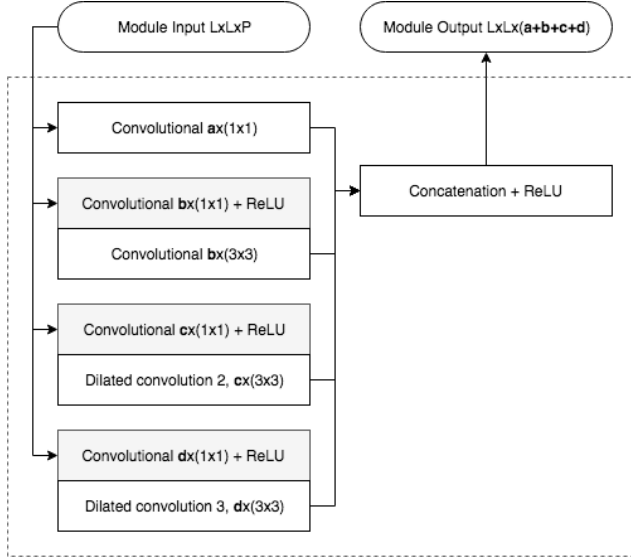 Module Input LxLxP
Module Output LxLx(a+b+c+d)
Convolutional ax(1x1)
Convolutional bx(1x1) + ReLU
Convolutional bx(3x3)
Convolutional cx(1x1) + ReLU
Dilated convolution 2, cx(3x3)
Convolutional dx(1x1) + ReLU
Dilated convolution 3, dx(3x3)
Concatenation + ReLU